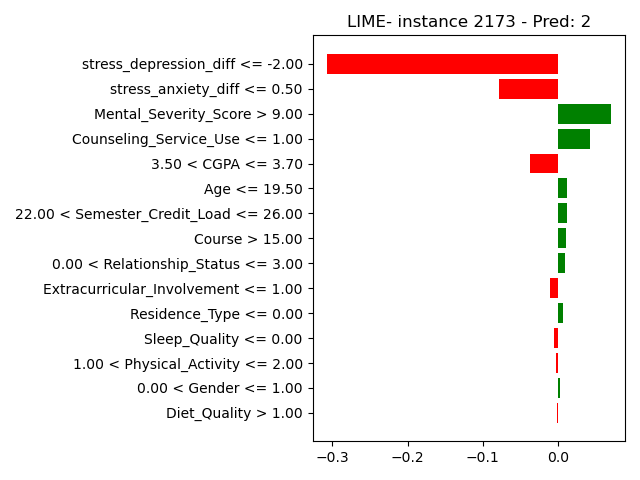 LIME- instance 2173 - Pred: 2
stress_depression_diff <= -2.00
stress_anxiety_diff <= 0.50
Mental_Severity_Score > 9.00
Counseling_Service_Use <= 1.00
3.50 < CGPA <= 3.70
Age <= 19.50
22.00 < Semester_Credit_Load <= 26.00
Course > 15.00
0.00 < Relationship_Status <= 3.00
Extracurricular_Involvement <= 1.00
Residence_Type <= 0.00
Sleep_Quality <= 0.00
1.00 < Physical_Activity <= 2.00
0.00 < Gender <= 1.00
Diet_Quality > 1.00
−0.3 −0.2 −0.1 0.0